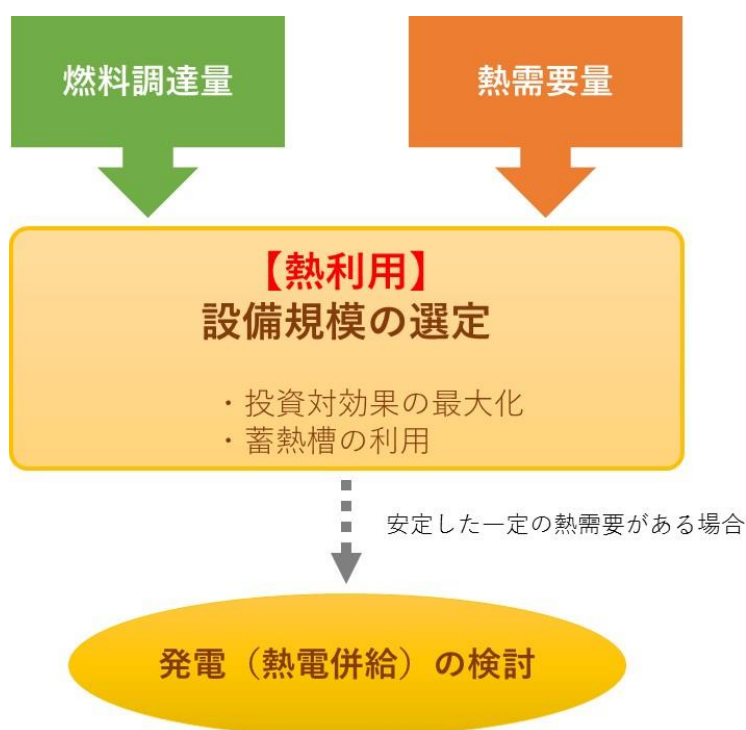 燃料調達量
熱需要量
【熱利用】
設備規模の選定
・投資対効果の最大化
・蓄熱槽の利用
安定した一定の熱需要がある場合
発電（熱電併給）の検討